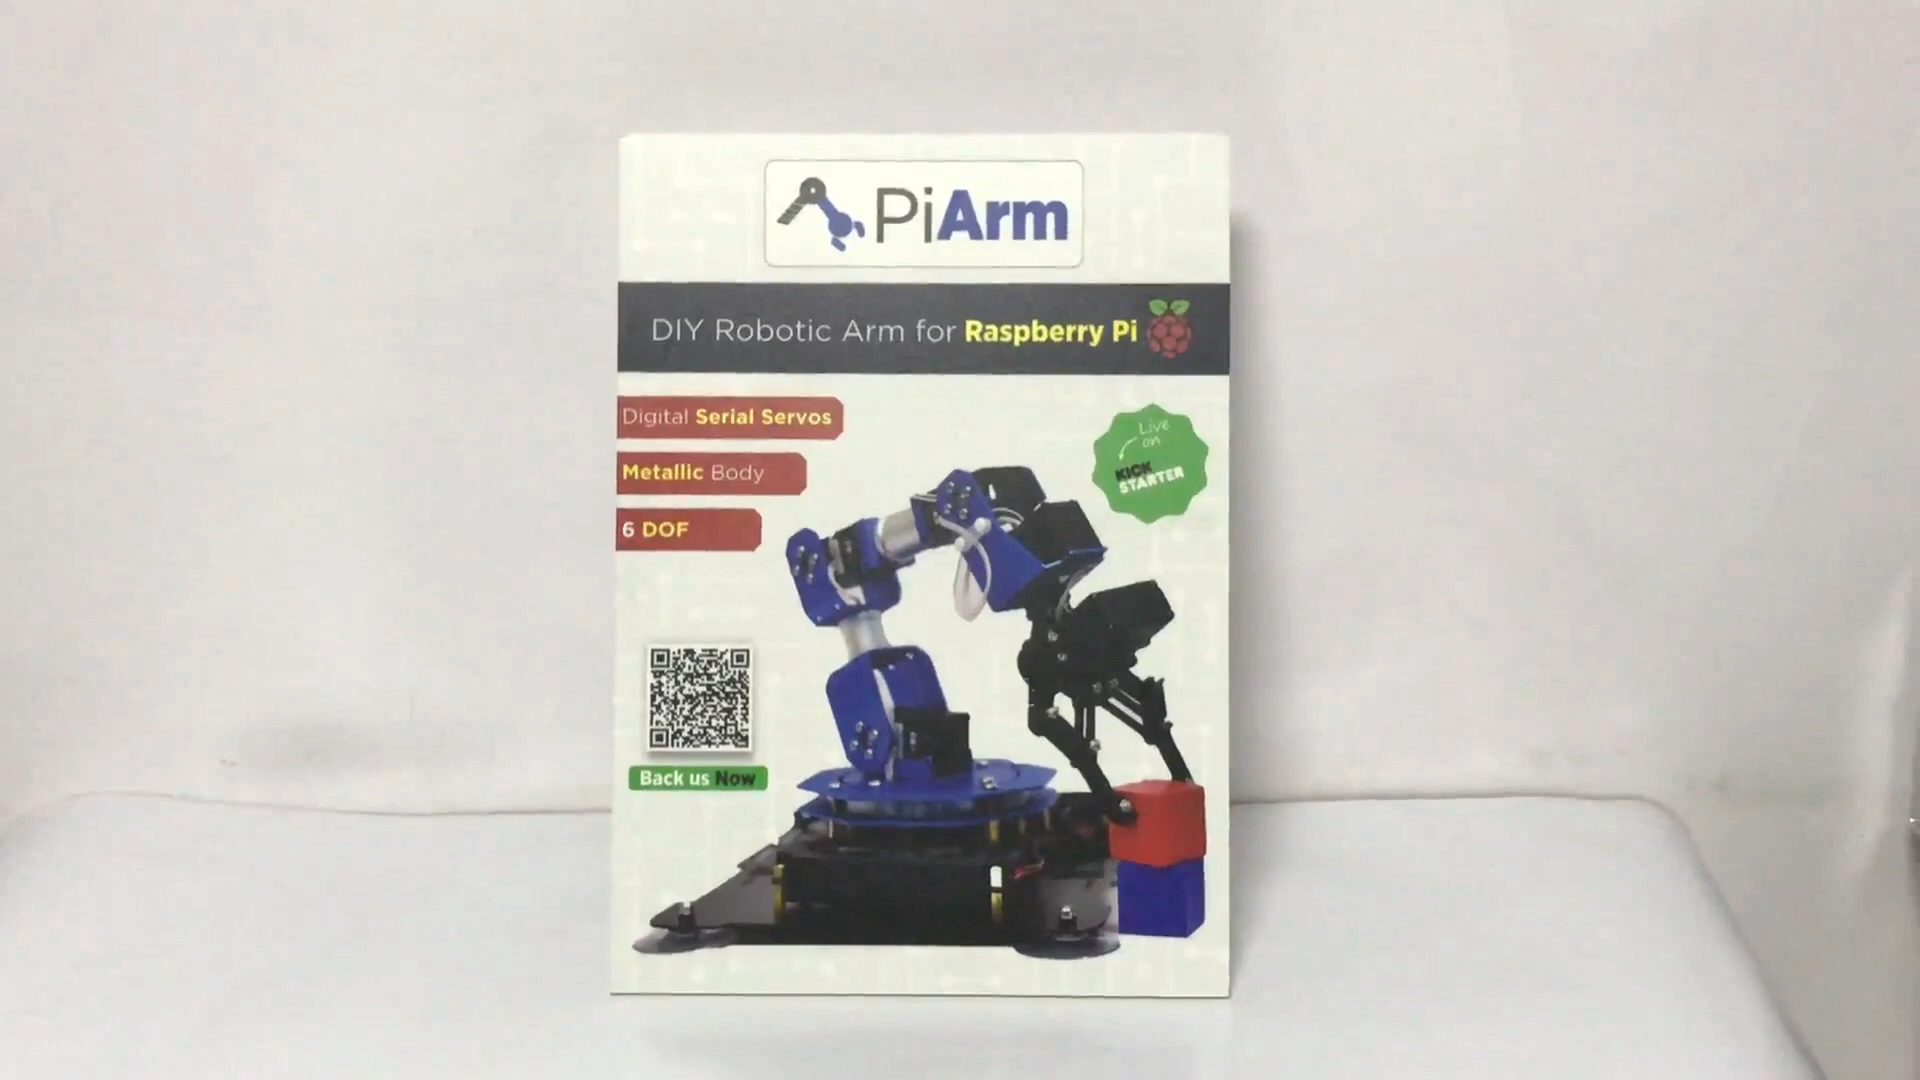 PiArm
DIY Robotic Arm for Raspberry Pi
Digital Serial Servos
Metallic Body
6 DOF
Live
on
KICK
STARTER
Back us Now